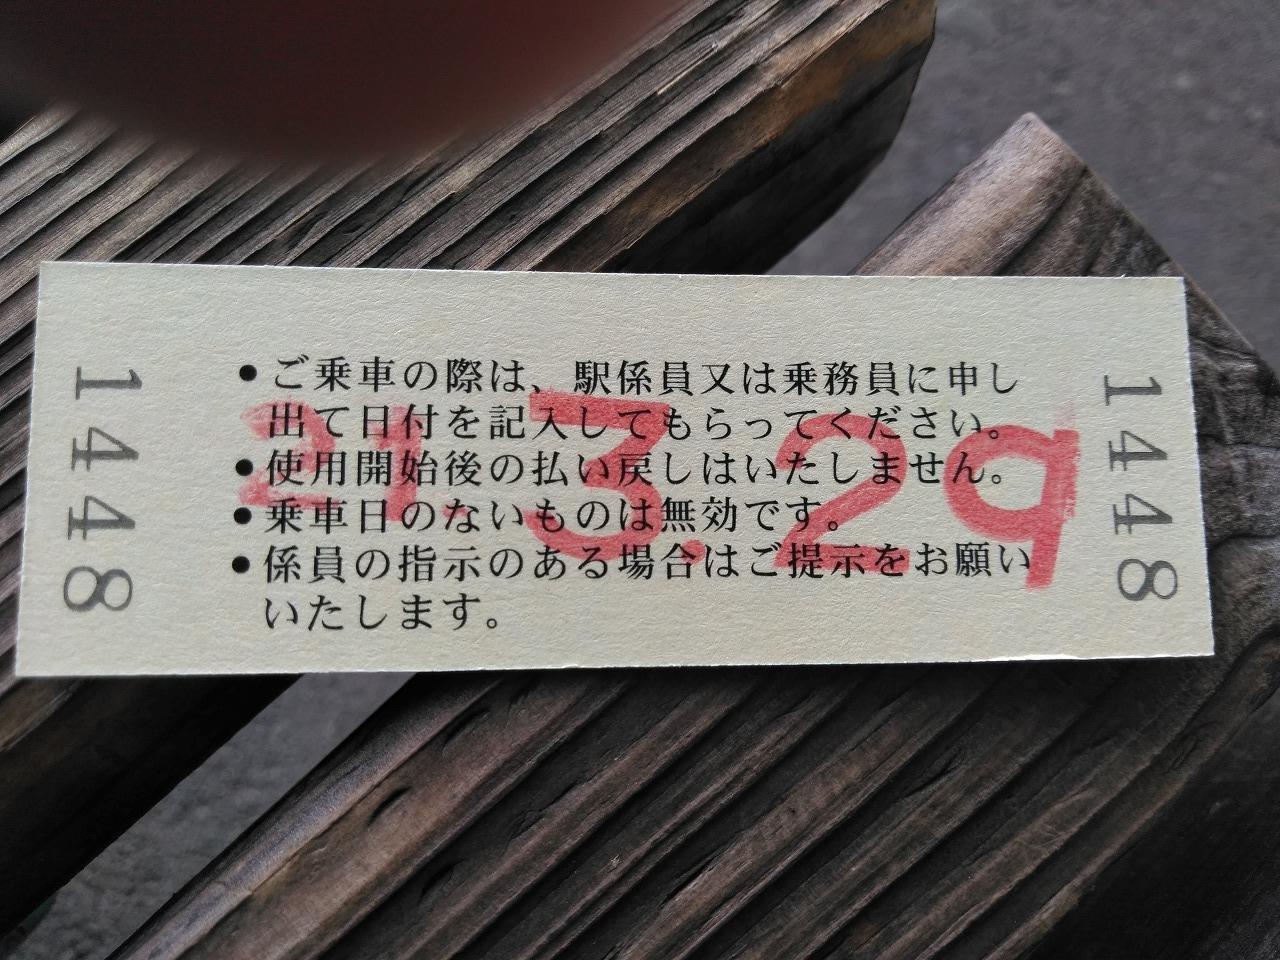 1448
●ご乗車の際は、駅係員又は乗務員に申し
出て日付を記入してもらってください。
●使用開始後の払い戻しはいたしません。
●乗車日のないものは無効です。
●係員の指示のある場合はご提示をお願い
いたします。
21.3.29
1448